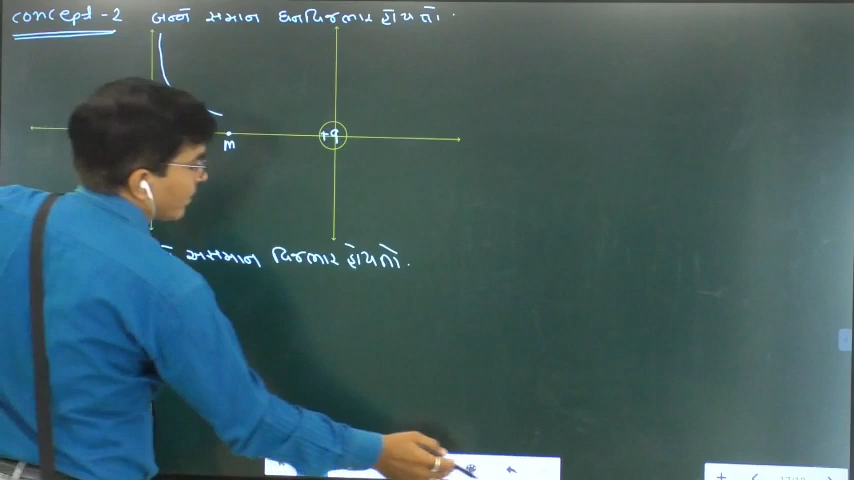 concept-2 બન્ને સમાન ધનવિજભાર હોય તો.
+q
m
અસમાન વિજભાર હોય તો.